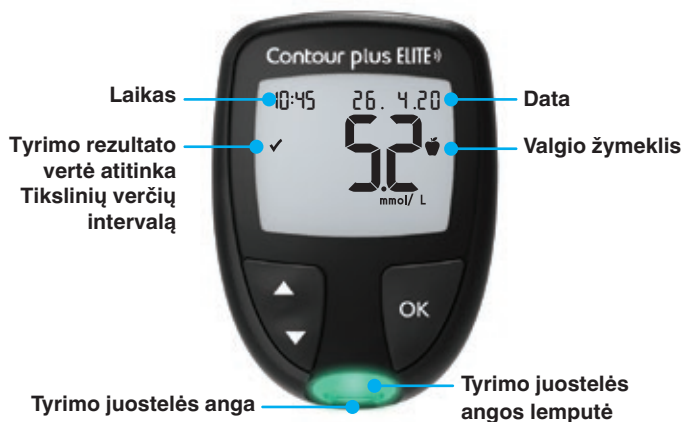 Contour plus ELITE
Laikas
10:45 26. 4.20
Data
Tyrimo rezultato
vertė atitinka
Tikslinių verčių
intervalą
✓ 5.2
mmol/ L
Valgio žymeklis
OK
Tyrimo juostelės anga
Tyrimo juostelės
angos lemputė